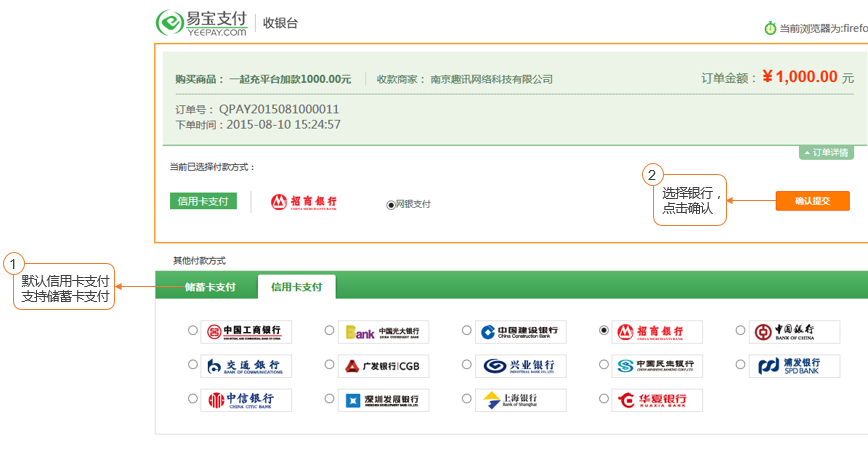 易宝支付
YEEPAY.COM
收银台
当前浏览器为:firefo
购买商品： 一起充平台加款1000.00元
收款商家： 南京趣讯网络科技有限公司
订单金额： ¥1,000.00 元
订单号： QPAY2015081000011
下单时间：2015-08-10 15:24:57
订单详情
当前已选择付款方式：
信用卡支付
招商银行
CHINA MERCHANTS BANK
网银支付
2
选择银行，
点击确认
确认提交
其他付款方式
1
默认信用卡支付
支持储蓄卡支付
储蓄卡支付
信用卡支付
中国工商银行
INDUSTRIAL AND COMMERCIAL BANK OF CHINA
Bank
中国光大银行
CHINA EVERBRIGHT BANK
中国建设银行
China Construction Bank
招商银行
CHINA MERCHANTS BANK
中国银行
BANK OF CHINA
交通银行
BANK OF COMMUNICATIONS
广发银行|CGB
兴业银行
INDUSTRIAL BANK CO.,LTD.
中国民生银行
CHINA MINSHENG BANKING CORP.,LTD.
浦发银行
SPD BANK
中信银行
CHINA CITIC BANK
深圳发展银行
SHENZHEN DEVELOPMENT BANK CO.,LTD.
上海银行
Bank of Shanghai
华夏银行
HUAXIA BANK